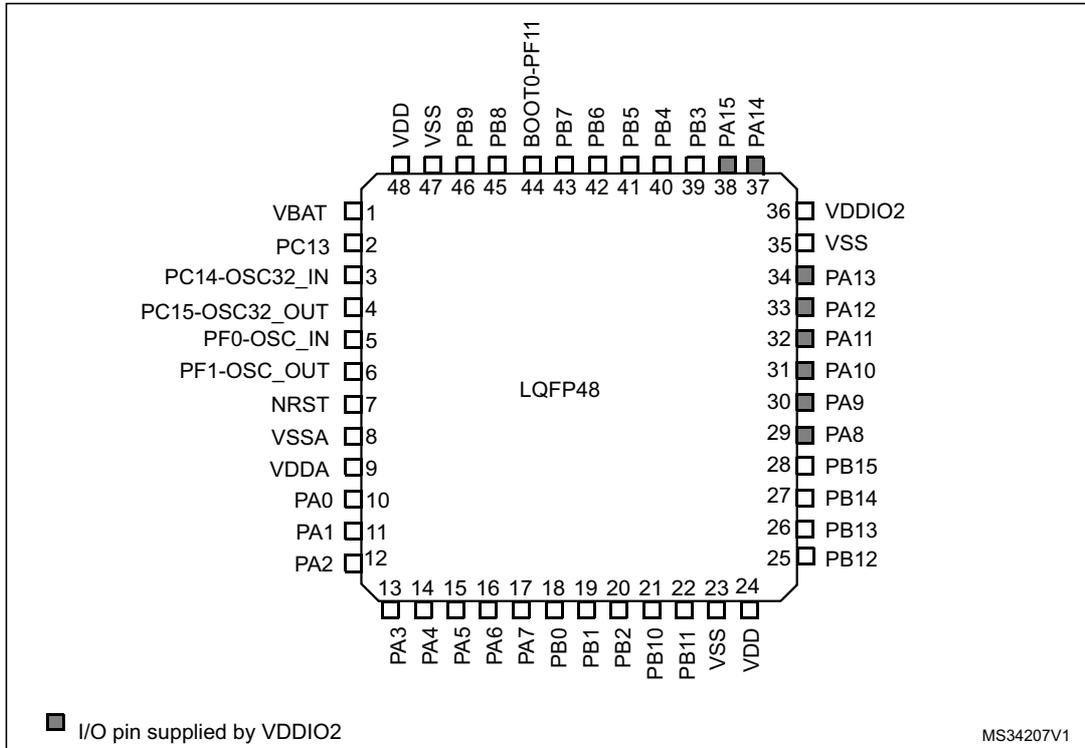 VDD
VSS
PB9
PB8
BOOT0-PF11
PB7
PB6
PB5
PB4
PB3
PA15
PA14
48 47 46 45 44 43 42 41 40 39 38 37
VBAT 1
PC13 2
PC14-OSC32_IN 3
PC15-OSC32_OUT 4
PF0-OSC_IN 5
PF1-OSC_OUT 6
NRST 7
VSSA 8
VDDA 9
PA0 10
PA1 11
PA2 12
LQFP48
36 VDDIO2
35 VSS
34 PA13
33 PA12
32 PA11
31 PA10
30 PA9
29 PA8
28 PB15
27 PB14
26 PB13
25 PB12
13 14 15 16 17 18 19 20 21 22 23 24
PA3
PA4
PA5
PA6
PA7
PB0
PB1
PB2
PB10
PB11
VSS
VDD
I/O pin supplied by VDDIO2
MS34207V1